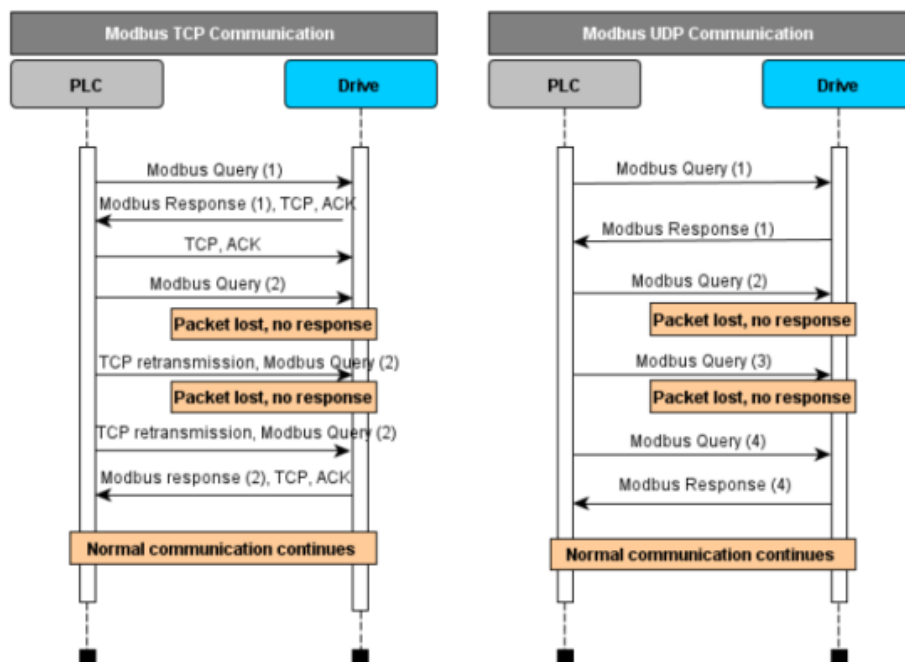 Modbus TCP Communication
PLC
Drive
Modbus Query (1)
Modbus Response (1), TCP, ACK
TCP, ACK
Modbus Query (2)
Packet lost, no response
TCP retransmission, Modbus Query (2)
Packet lost, no response
TCP retransmission, Modbus Query (2)
Modbus response (2), TCP, ACK
Normal communication continues
Modbus UDP Communication
PLC
Drive
Modbus Query (1)
Modbus Response (1)
Modbus Query (2)
Packet lost, no response
Modbus Query (3)
Packet lost, no response
Modbus Query (4)
Modbus Response (4)
Normal communication continues